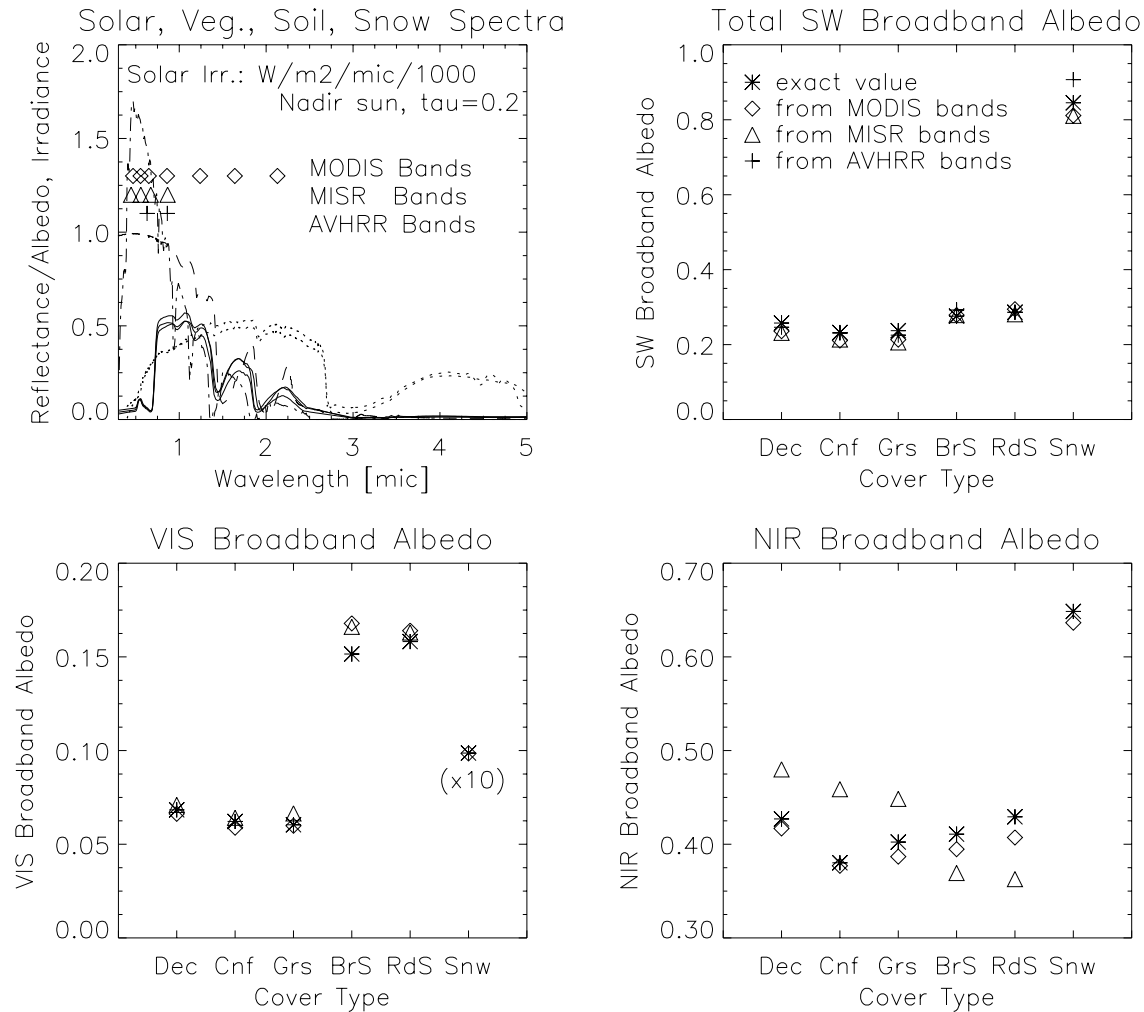 Solar, Veg., Soil, Snow Spectra
Reflectance/Albedo, Irradiance
2.0
1.5
1.0
0.5
0.0
Solar Irr.: W/m2/mic/1000
Nadir sun, tau=0.2
MODIS Bands
MISR Bands
AVHRR Bands
1 2 3 4 5
Wavelength [mic]
Total SW Broadband Albedo
SW Broadband Albedo
1.0
0.8
0.6
0.4
0.2
0.0
exact value
from MODIS bands
from MISR bands
from AVHRR bands
Dec Cnf Grs BrS RdS Snw
Cover Type
VIS Broadband Albedo
VIS Broadband Albedo
0.20
0.15
0.10
0.05
0.00
(x10)
Dec Cnf Grs BrS RdS Snw
Cover Type
NIR Broadband Albedo
NIR Broadband Albedo
0.70
0.60
0.50
0.40
0.30
Dec Cnf Grs BrS RdS Snw
Cover Type